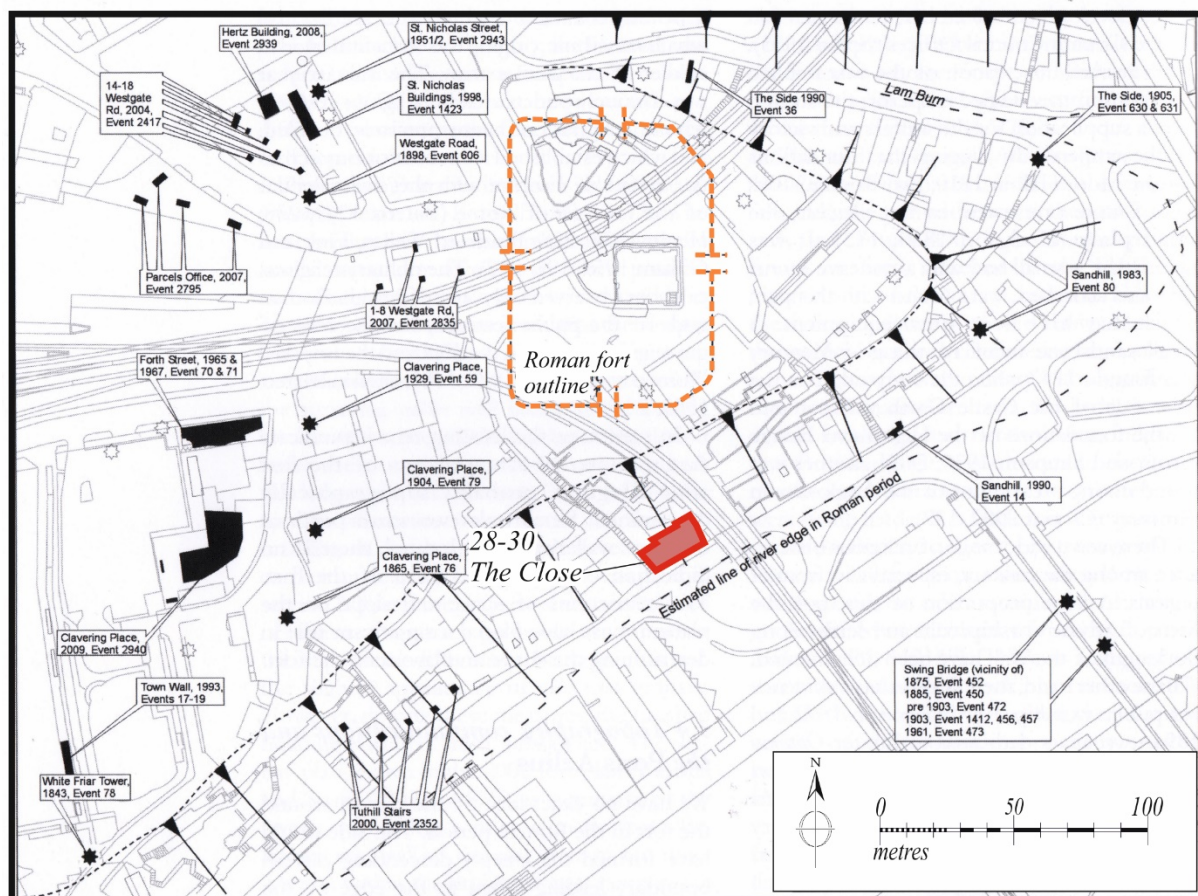 Hertz Building, 2008,
Event 2939
St. Nicholas Street,
1951/2, Event 2943
14-18
Westgate
Rd, 2004,
Event 2417
St. Nicholas
Buildings, 1998,
Event 1423
Westgate Road,
1898, Event 606
The Side 1990
Event 36
Lam Burn
The Side, 1905,
Event 630 & 631
Parcels Office, 2007,
Event 2795
1-8 Westgate Rd,
2007, Event 2835
Sandhill, 1983,
Event 80
Forth Street, 1965 &
1967, Event 70 & 71
Clavering Place,
1929, Event 59
Roman fort
outline
Clavering Place,
1904, Event 79
Sandhill, 1990,
Event 14
28-30
The Close
Clavering Place,
1865, Event 76
Estimated line of river edge in Roman period
Clavering Place,
2009, Event 2940
Town Wall, 1993,
Events 17-19
Swing Bridge (vicinity of)
1875, Event 452
1885, Event 450
pre 1903, Event 472
1903, Event 1412, 456, 457
1961, Event 473
White Friar Tower,
1843, Event 78
Tuthill Stairs
2000, Event 2352
N
0 50 100
metres